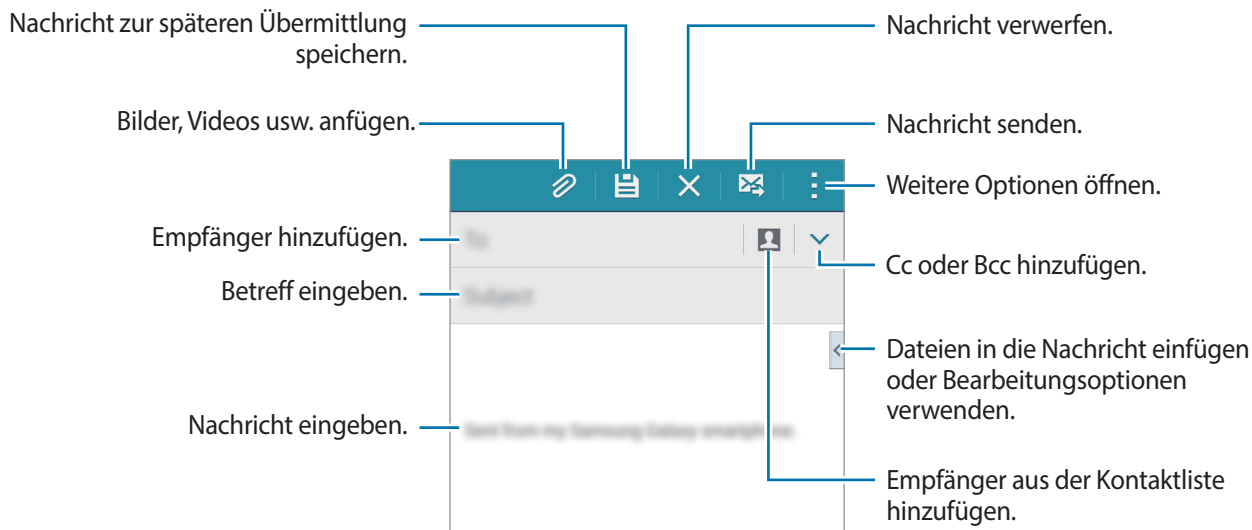 Nachricht zur späteren Übermittlung
speichern.
Bilder, Videos usw. anfügen.
Empfänger hinzufügen.
Betreff eingeben.
Nachricht eingeben.
Nachricht verwerfen.
Nachricht senden.
Weitere Optionen öffnen.
Cc oder Bcc hinzufügen.
Dateien in die Nachricht einfügen
oder Bearbeitungsoptionen
verwenden.
Empfänger aus der Kontaktliste
hinzufügen.
To
Subject
Sent from my Samsung Galaxy smartphone